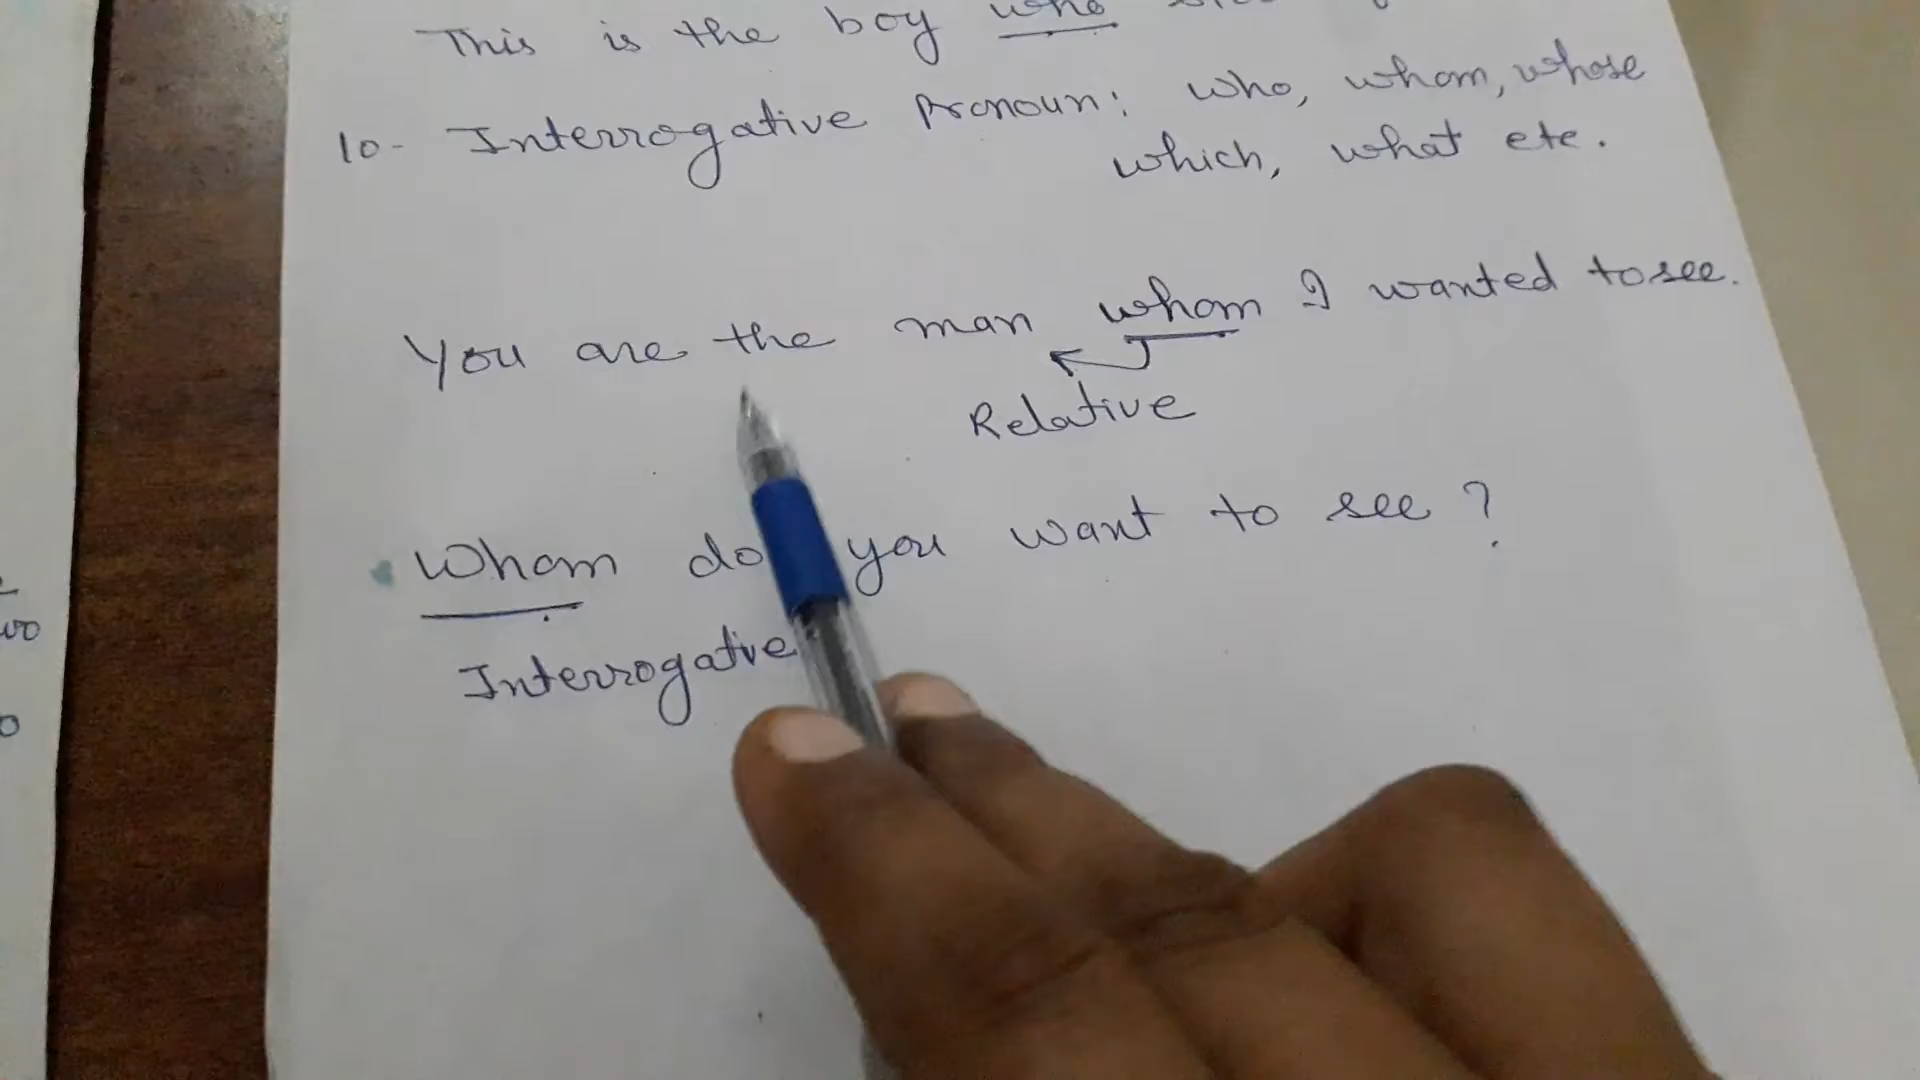 This is the boy who
10- Interrogative Pronoun: who, whom, whose
which, what etc.
You are the man whom I wanted to see.
Relative
Whom do you want to see?
Interrogative